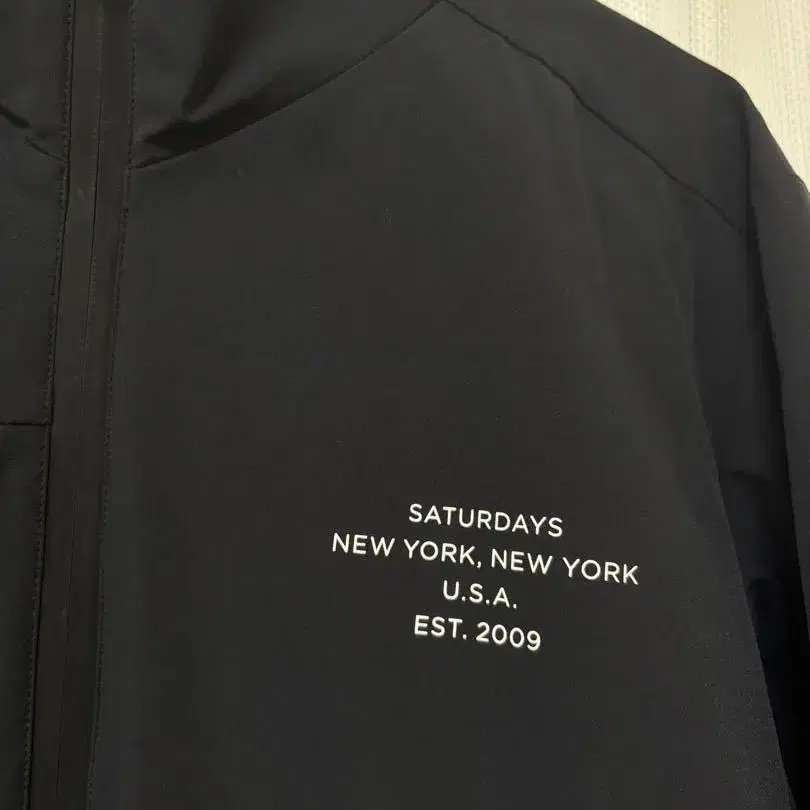 SATURDAYS
NEW YORK, NEW YORK
U.S.A.
EST. 2009